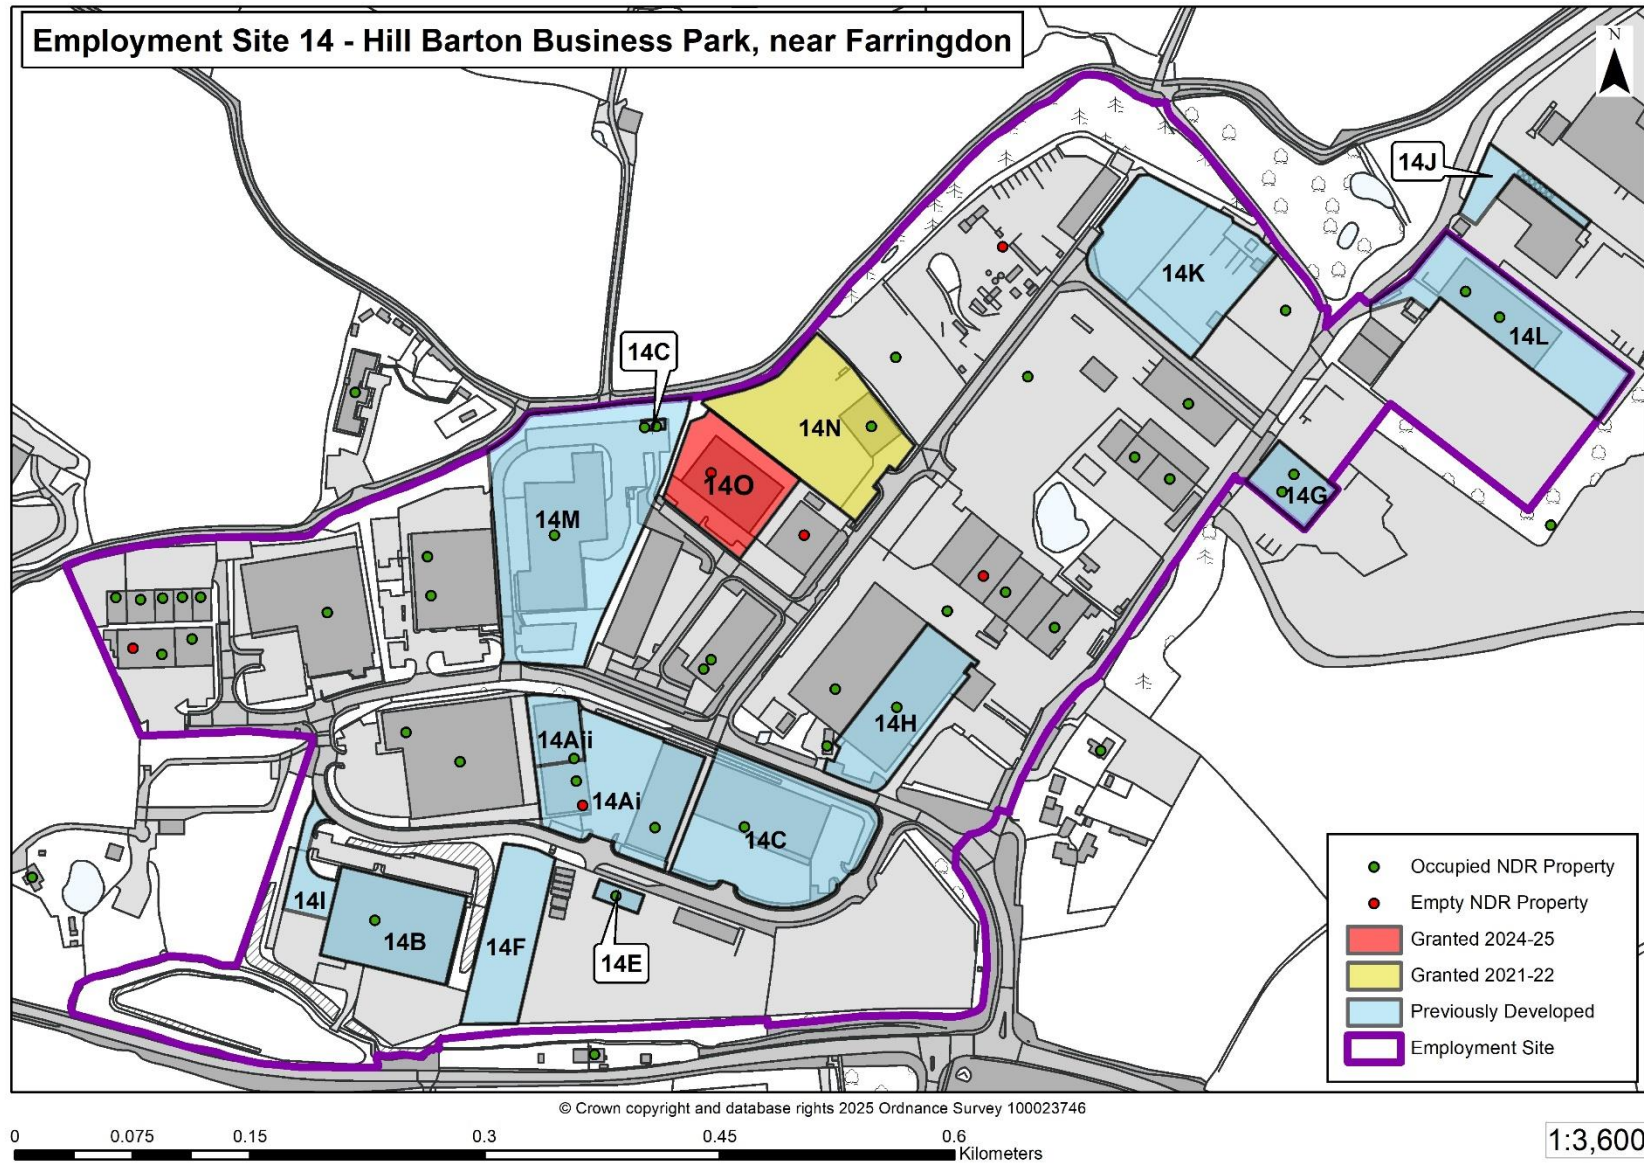 Employment Site 14 - Hill Barton Business Park, near Farringdon
N
14J
14K
14L
14C
14N
14O
14G
14M
14H
14Aii
14Ai
14C
14I
14B
14F
14E
Occupied NDR Property
Empty NDR Property
Granted 2024-25
Granted 2021-22
Previously Developed
Employment Site
© Crown copyright and database rights 2025 Ordnance Survey 100023746
0 0.075 0.15 0.3 0.45 0.6
Kilometers
1:3,600